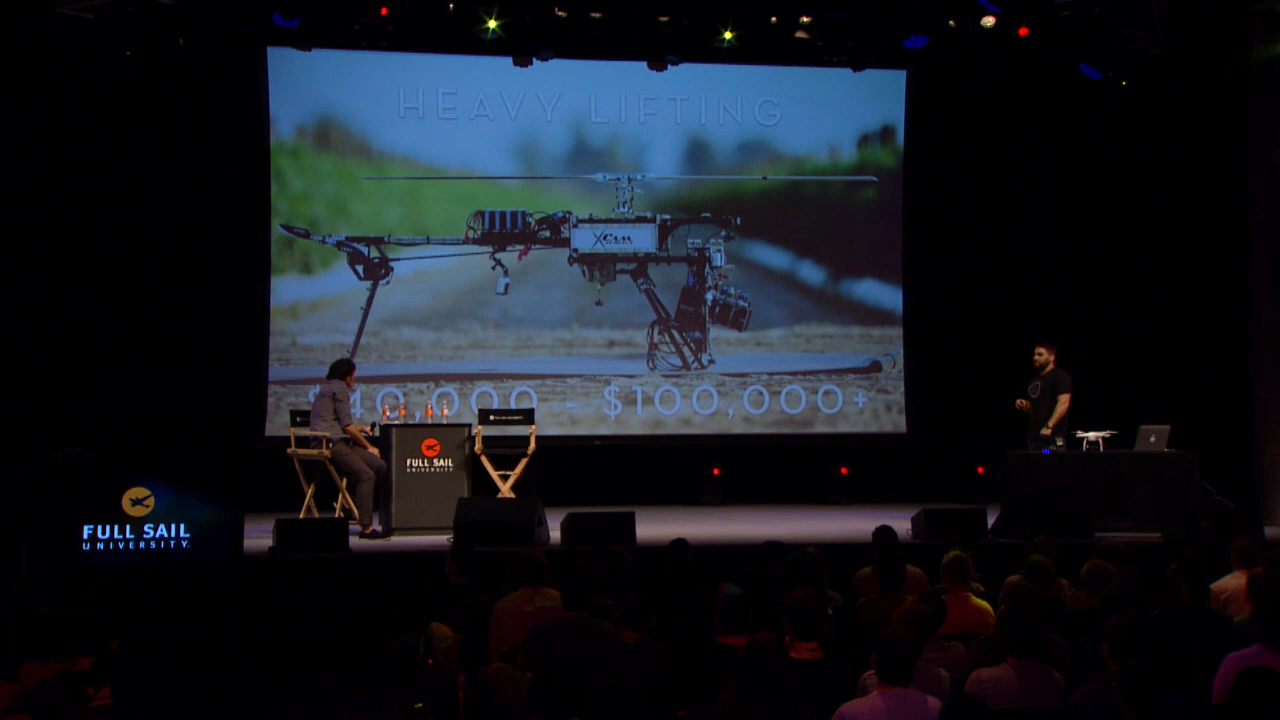 HEAVY LIFTING
XCAM
$40,000 - $100,000+
FULL SAIL
UNIVERSITY
FULL SAIL
UNIVERSITY